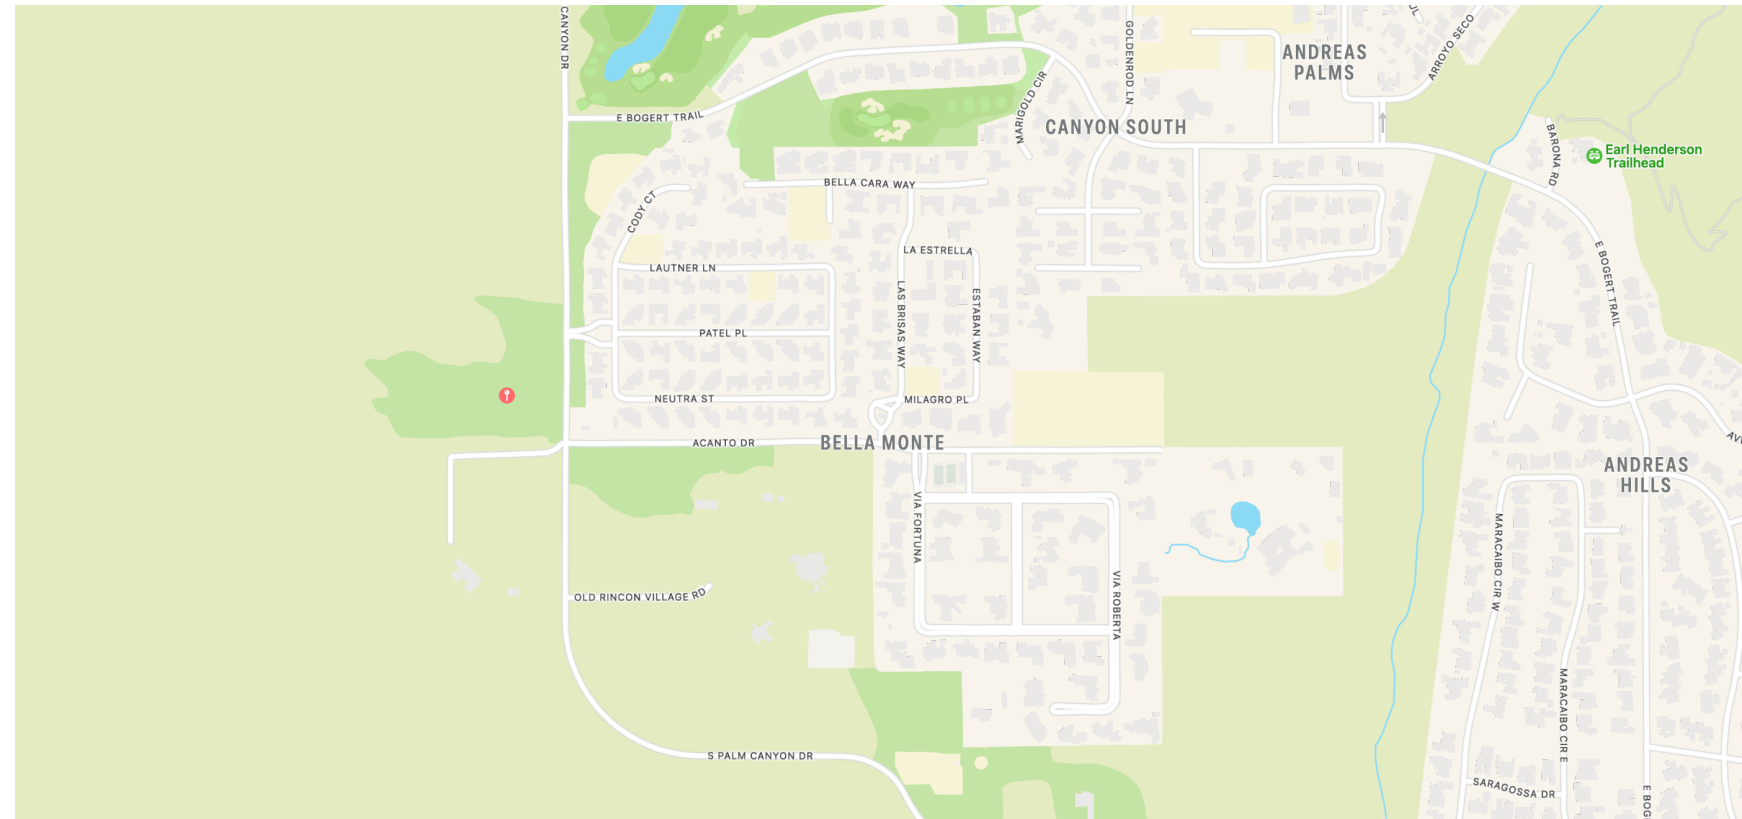 CANYON DR
GOLDENROD LN
ANDREAS
PALMS
ARROYO SECO
E BOGERT TRAIL
MARIGOLD CIR
CANYON SOUTH
BARONA RD
Earl Henderson
Trailhead
BELLA CARA WAY
CODY CT
LA ESTRELLA
LAUTNER LN
E BOGERT TRAIL
LAS BRISAS WAY
ESTABAN WAY
PATEL PL
NEUTRA ST
MILAGRO PL
ACANTO DR
BELLA MONTE
ANDREAS
HILLS
VIA FORTUNA
MARACAIBO CIR W
OLD RINCON VILLAGE RD
VIA ROBERTA
MARACAIBO CIR E
S PALM CANYON DR
SARAGOSSA DR
E BOG